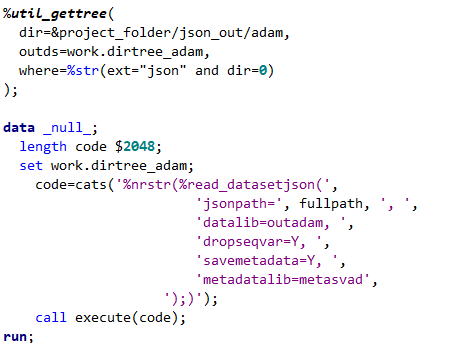 %util_gettree(
  dir=&project_folder/json_out/adam,
  outds=work.dirtree_adam,
  where=%str(ext="json" and dir=0)
);

data _null_;
  length code $2048;
  set work.dirtree_adam;
    code=cats('%nrstr(%read_datasetjson(',
                        'jsonpath=', fullpath, ', ',
                        'datalib=outadam, ',
                        'dropseqvar=Y, ',
                        'savemetadata=Y, ',
                        'metadatalib=metasvad',
                    ');)');
    call execute(code);
run;